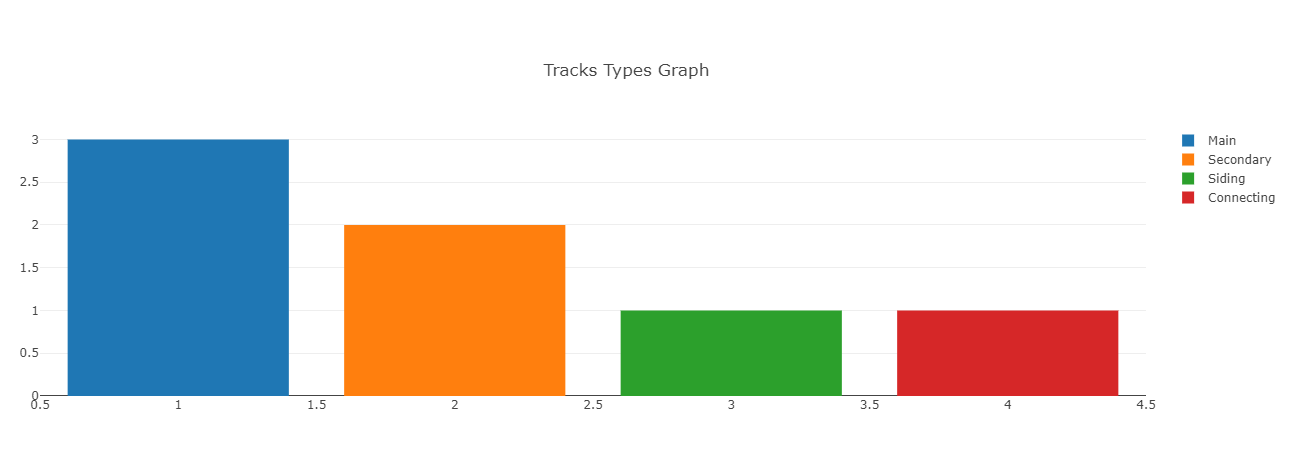 Tracks Types Graph
3
2.5
2
1.5
1
0.5
0
0.5 1 1.5 2 2.5 3 3.5 4 4.5
Main
Secondary
Siding
Connecting